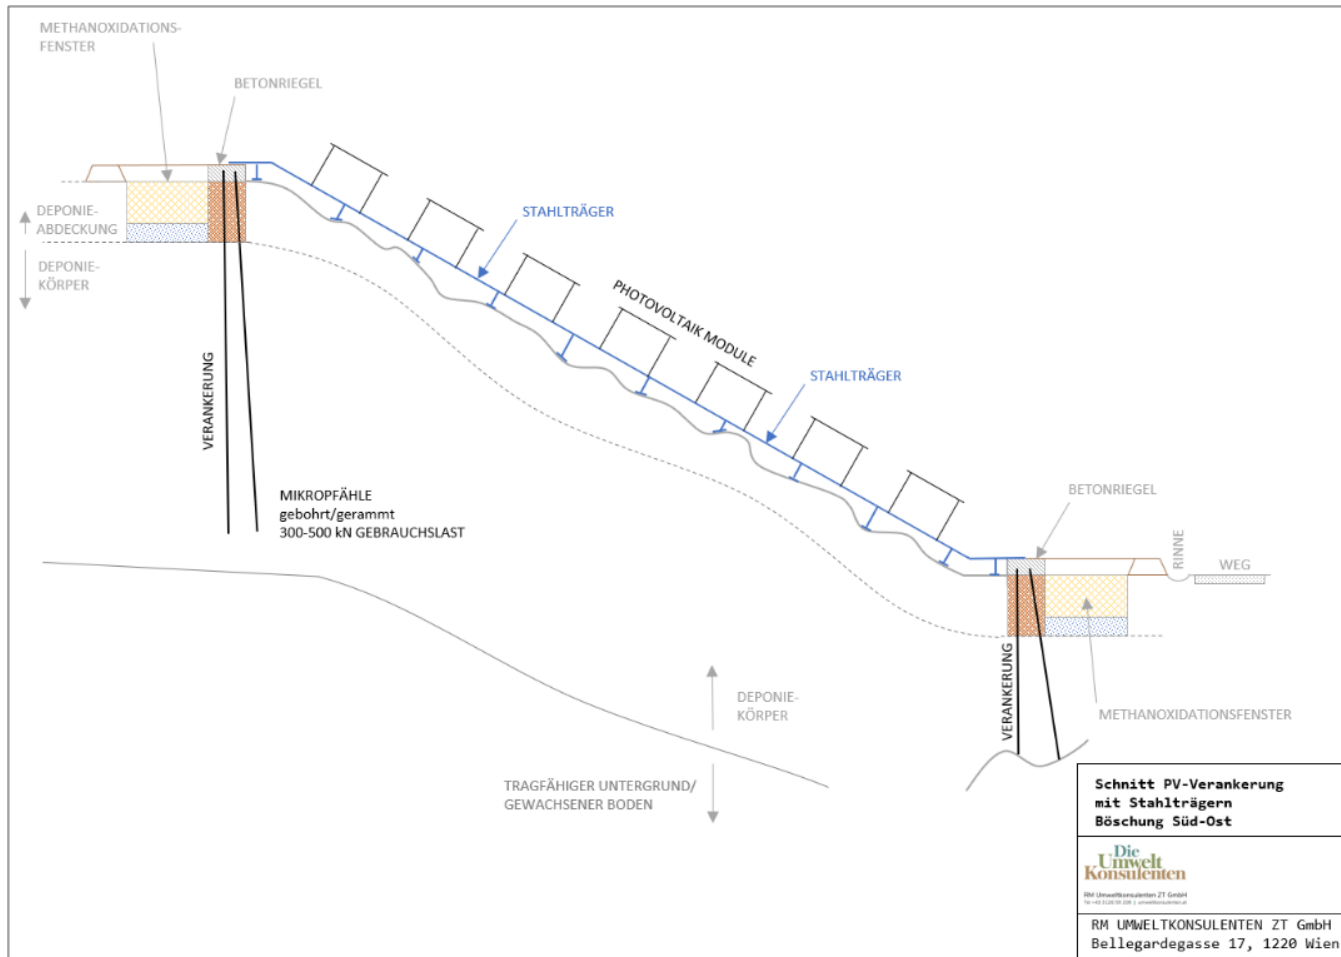 METHANOXIDATIONS-
FENSTER
BETONRIEGEL
DEPONIE-
ABDECKUNG
DEPONIE-
KÖRPER
STAHLTRÄGER
PHOTOVOLTAIK MODULE
STAHLTRÄGER
VERANKERUNG
MIKROPFÄHLE
gebohrt/gerammt
300-500 kN GEBRAUCHSLAST
BETONRIEGEL
RINNE
WEG
VERANKERUNG
METHANOXIDATIONSFENSTER
DEPONIE-
KÖRPER
TRAGFÄHIGER UNTERGRUND/
GEWACHSENER BODEN
Schnitt PV-Verankerung
mit Stahlträgern
Böschung Süd-Ost
Die
Umwelt
Konsulenten
RM Umweltkonsulenten ZT GmbH
umweltkonsulenten.at
RM UMWELTKONSULENTEN ZT GmbH
Bellegardegasse 17, 1220 Wien